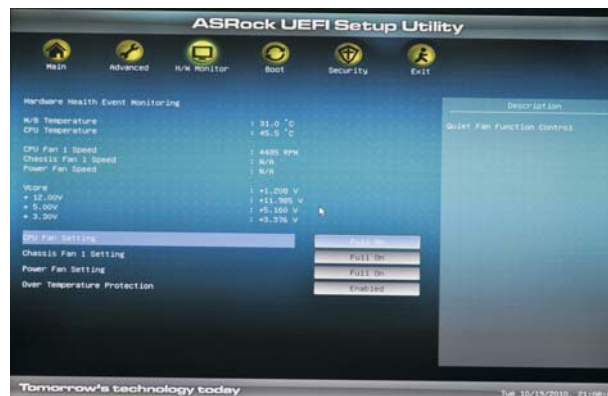 ASRock UEFI Setup Utility
Main Advanced H/W Monitor Boot Security Exit
Hardware Health Event Monitoring
Description
Quiet Fan Function Control
M/B Temperature : 31.0 °C
CPU Temperature : 45.5 °C
CPU Fan 1 Speed : 4485 RPM
Chassis Fan 1 Speed : N/A
Power Fan Speed : N/A
Vcore : +1.208 V
+ 12.00V : +11.985 V
+ 5.00V : +5.160 V
+ 3.30V : +3.376 V
CPU Fan Setting Full On
Chassis Fan 1 Setting Full On
Power Fan Setting Full On
Over Temperature Protection Enabled
Tomorrow's technology today
Tue 10/19/2010,